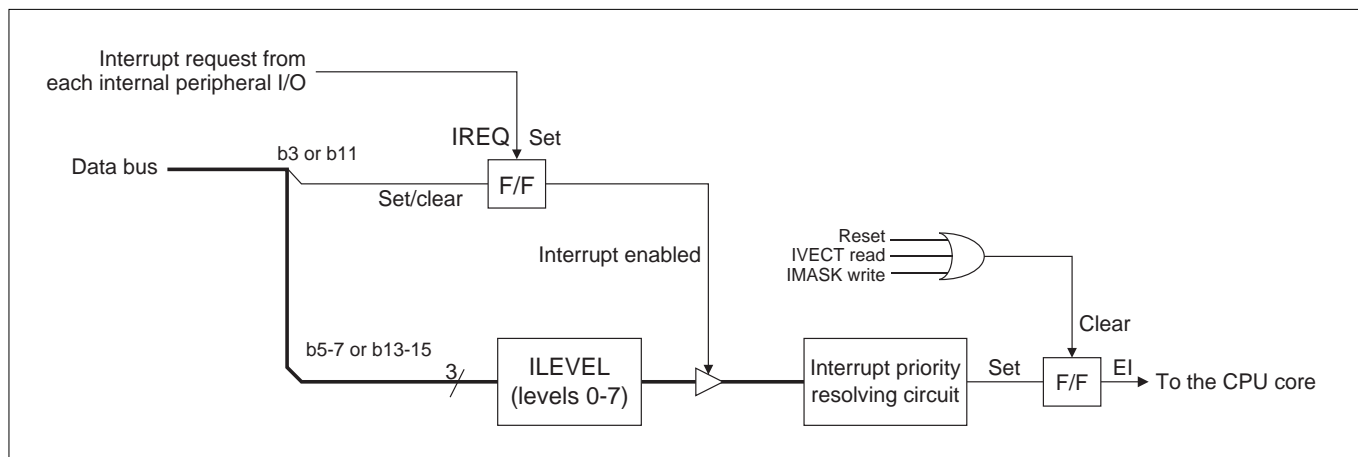 Interrupt request from
each internal peripheral I/O
IREQ
Set
b3 or b11
Data bus
F/F
Set/clear
Interrupt enabled
Reset
IVECT read
IMASK write
Clear
b5-7 or b13-15
3
ILEVEL
(levels 0-7)
Interrupt priority
resolving circuit
Set
F/F
EI
To the CPU core